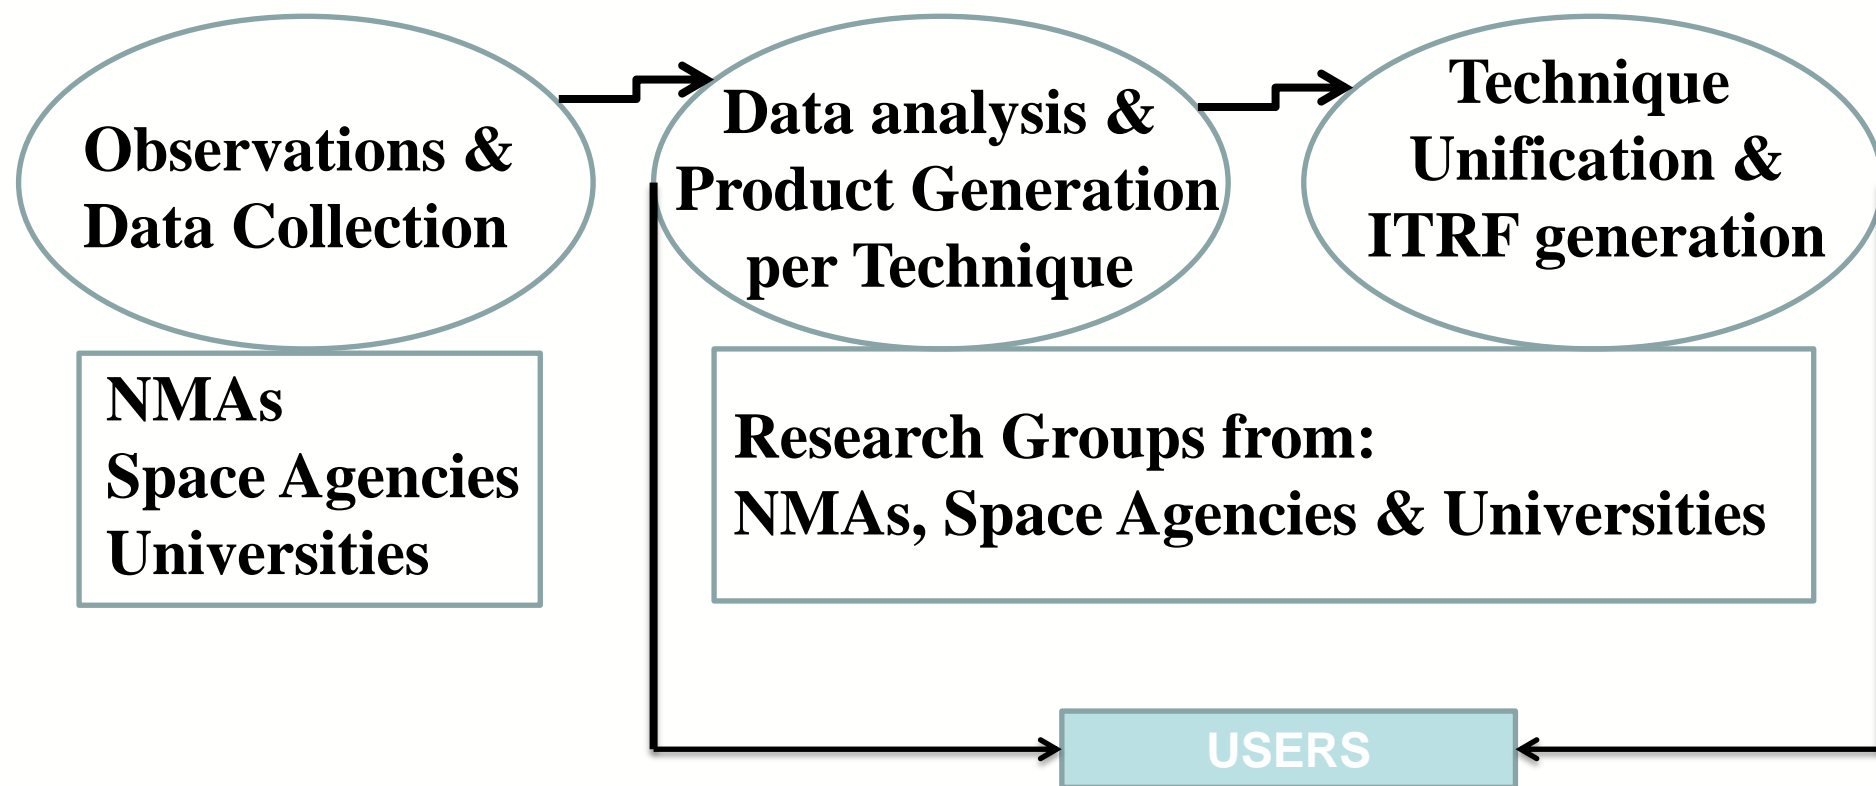 Observations &
Data Collection
Data analysis &
Product Generation
per Technique
Technique
Unification &
ITRF generation
NMAs
Space Agencies
Universities
Research Groups from:
NMAs, Space Agencies & Universities
USERS